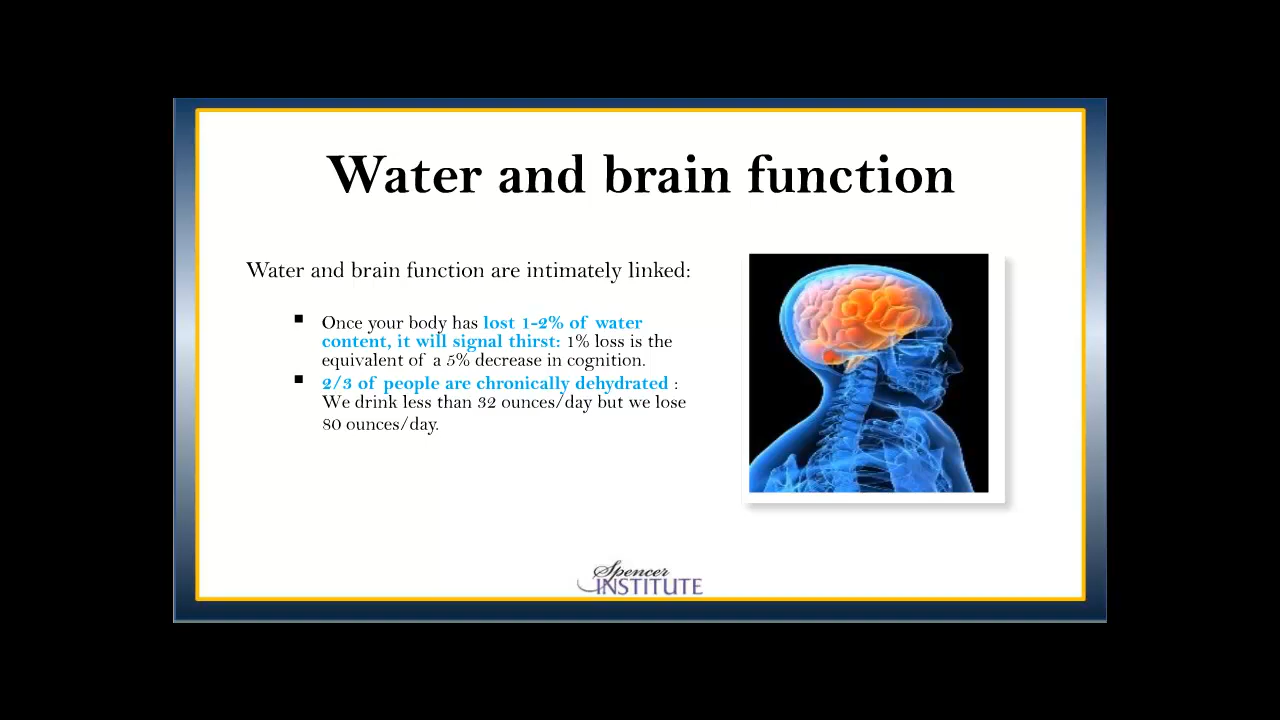 Water and brain function
Water and brain function are intimately linked:
▪ Once your body has lost 1-2% of water
content, it will signal thirst: 1% loss is the
equivalent of a 5% decrease in cognition.
▪ 2/3 of people are chronically dehydrated :
We drink less than 32 ounces/day but we lose
80 ounces/day.
Spencer
INSTITUTE